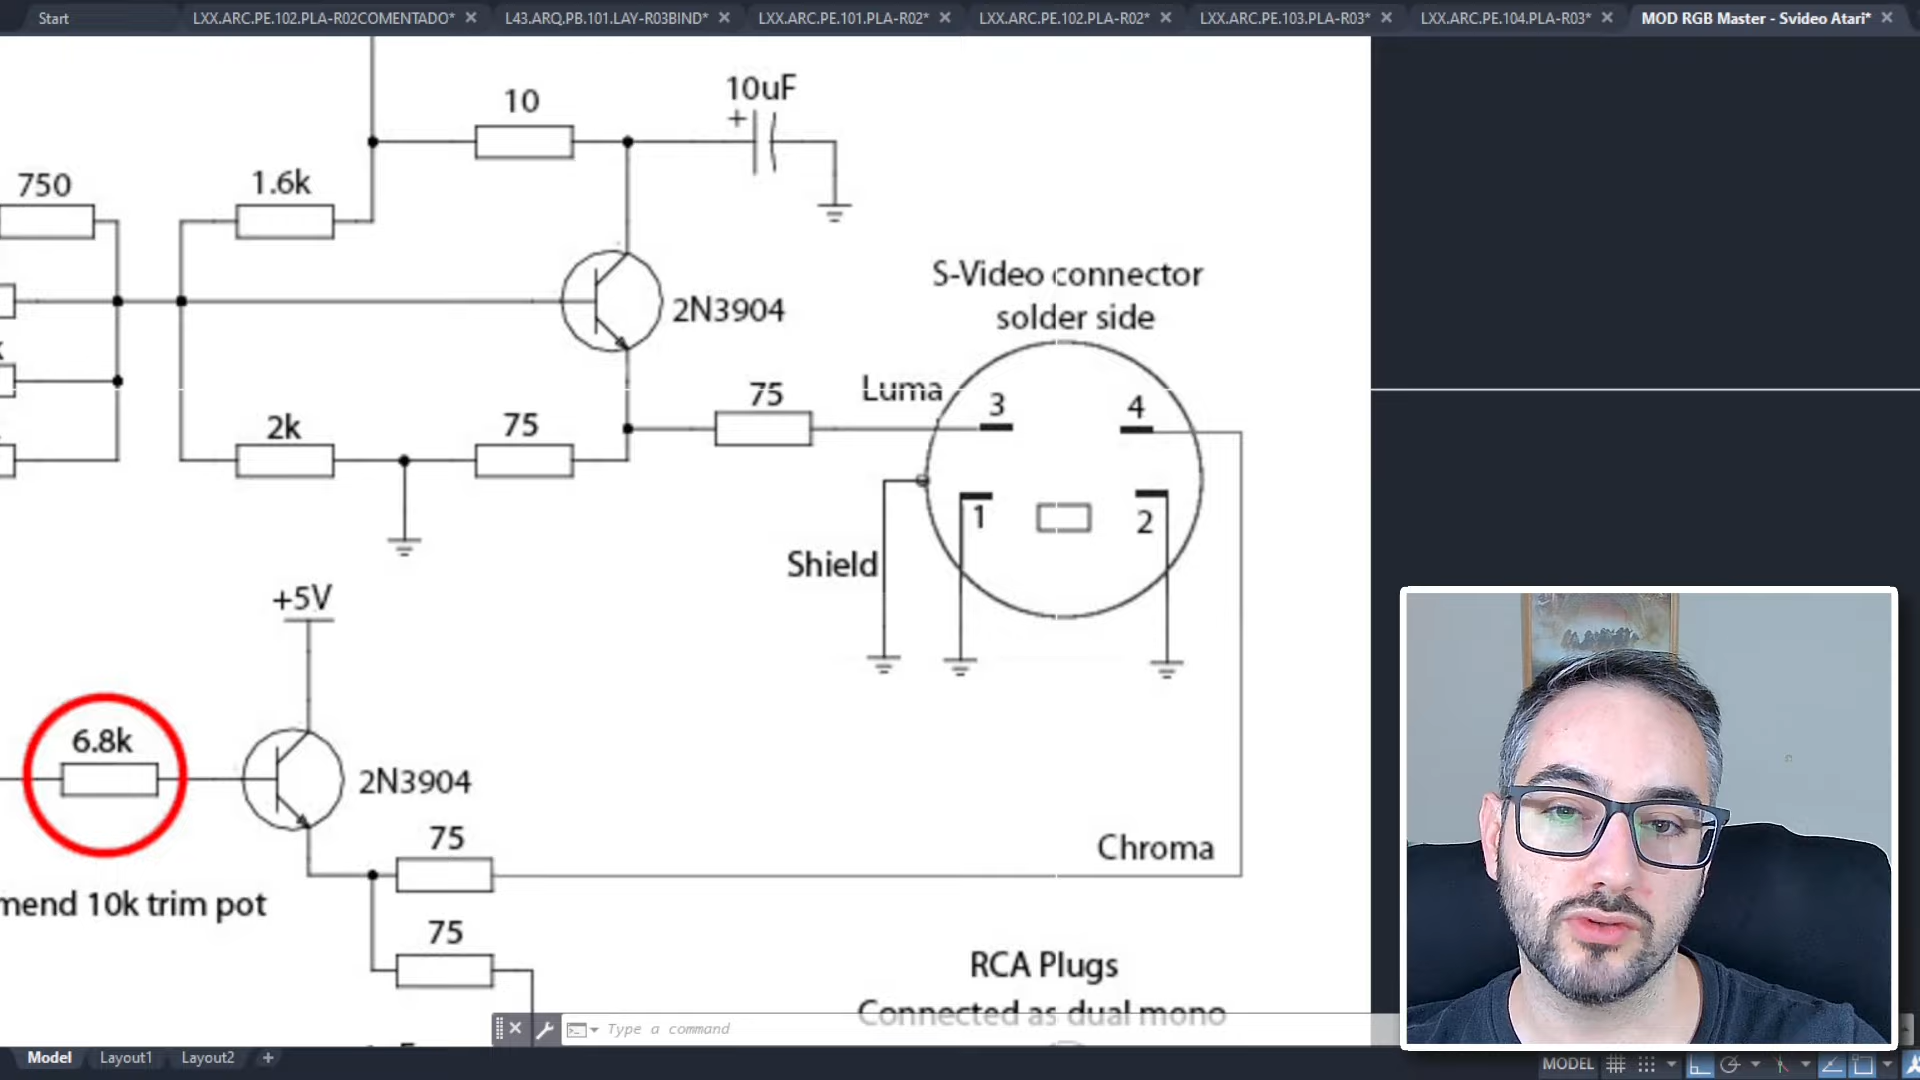 Start
LXX.ARC.PE.102.PLA-R02COMENTADO*
L43.ARQ.PB.101.LAY-R03BIND*
LXX.ARC.PE.101.PLA-R02*
LXX.ARC.PE.102.PLA-R02*
LXX.ARC.PE.103.PLA-R03*
LXX.ARC.PE.104.PLA-R03*
MOD RGB Master - Svideo Atari*
10
10uF
+
750
1.6k
S-Video connector
solder side
2N3904
2k
75
75
Luma
3
4
1
2
Shield
+5V
6.8k
2N3904
75
Chroma
mend 10k trim pot
75
RCA Plugs
Connected as dual mono
Type a command
Model
Layout1
Layout2
+
MODEL